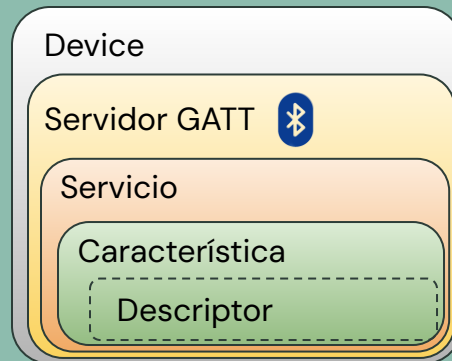 Device
Servidor GATT
Servicio
Característica
Descriptor